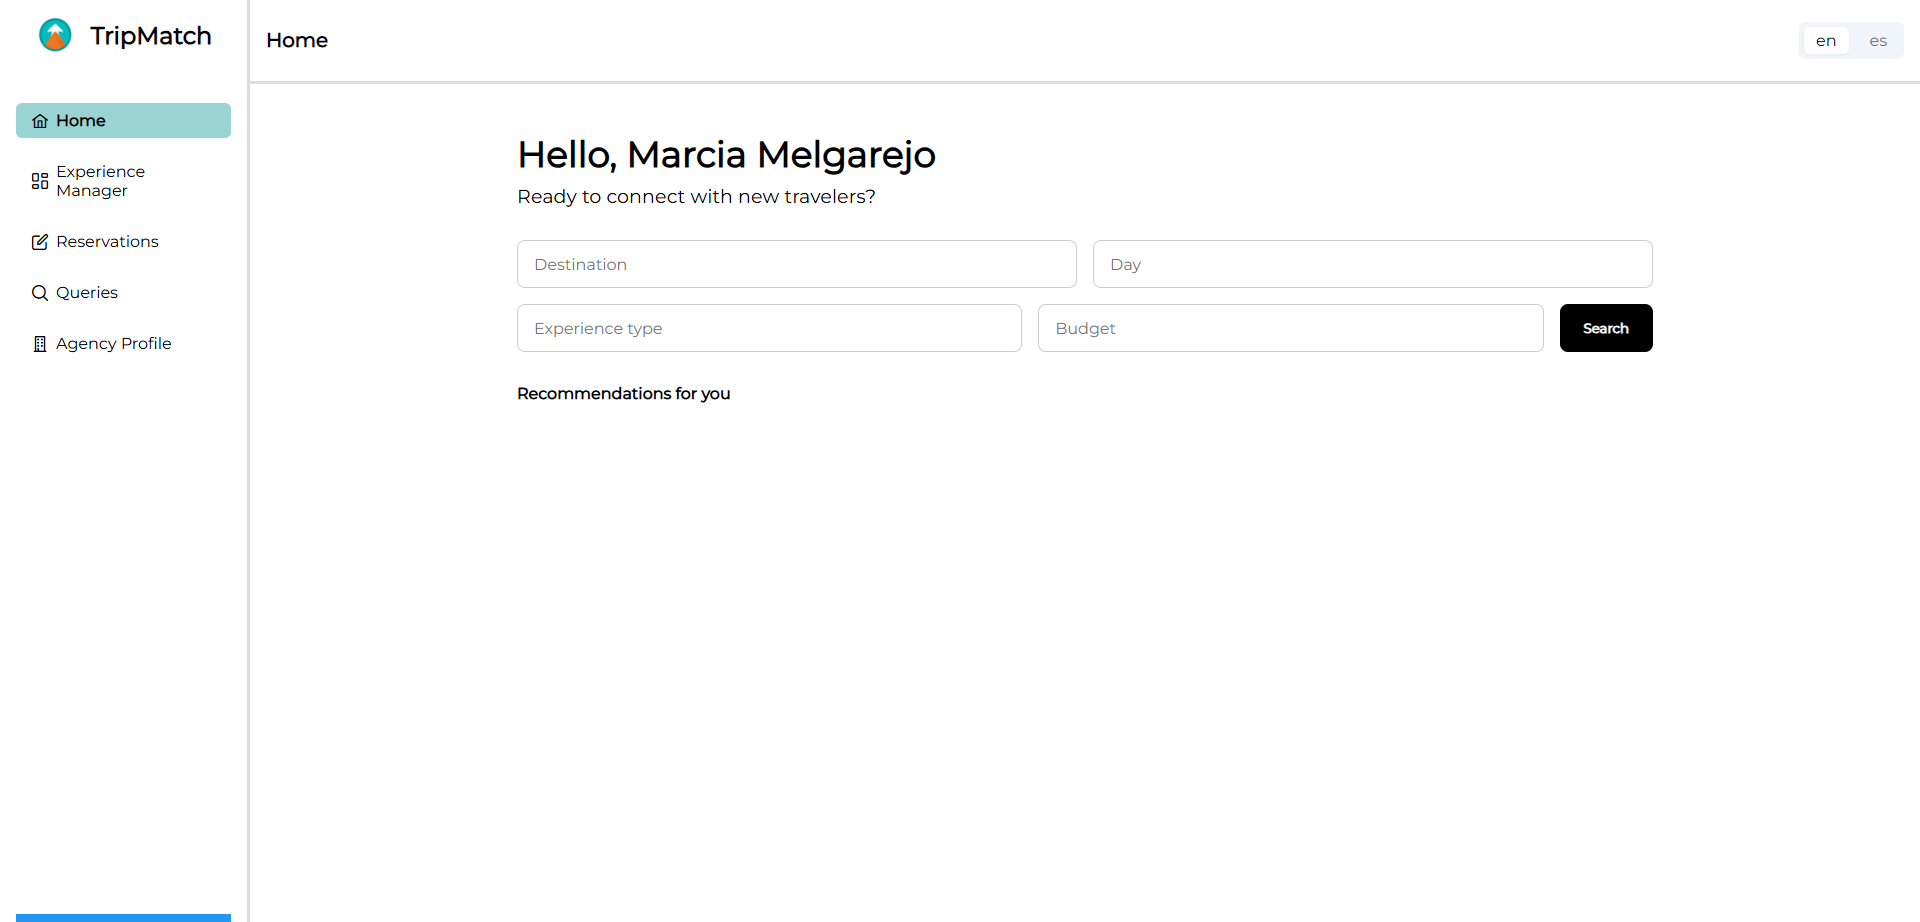 TripMatch
Home
en
es
Home
Experience
Manager
Reservations
Queries
Agency Profile
Hello, Marcia Melgarejo
Ready to connect with new travelers?
Destination
Day
Experience type
Budget
Search
Recommendations for you